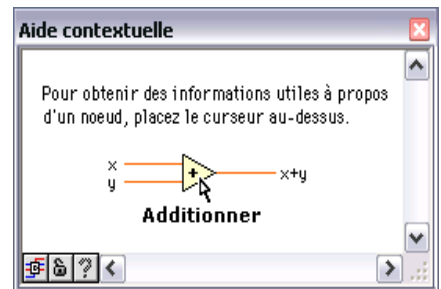 Aide contextuelle
Pour obtenir des informations utiles à propos
d'un noeud, placez le curseur au-dessus.
x
y
+
x+y
Additionner
?